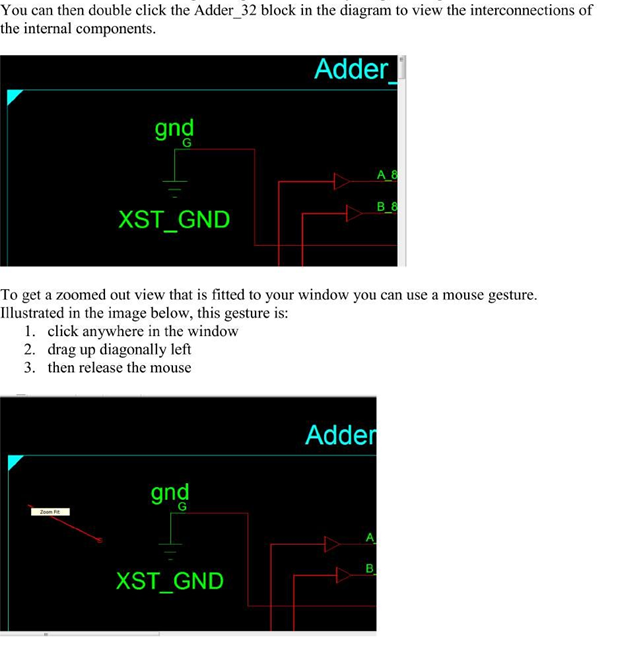 You can then double click the Adder_32 block in the diagram to view the interconnections of
the internal components.
Adder_
gnd
G
A_8
B_8
XST_GND
To get a zoomed out view that is fitted to your window you can use a mouse gesture.
Illustrated in the image below, this gesture is:
1. click anywhere in the window
2. drag up diagonally left
3. then release the mouse
Adder
gnd
G
Zoom Fit
A_
B_
XST_GND